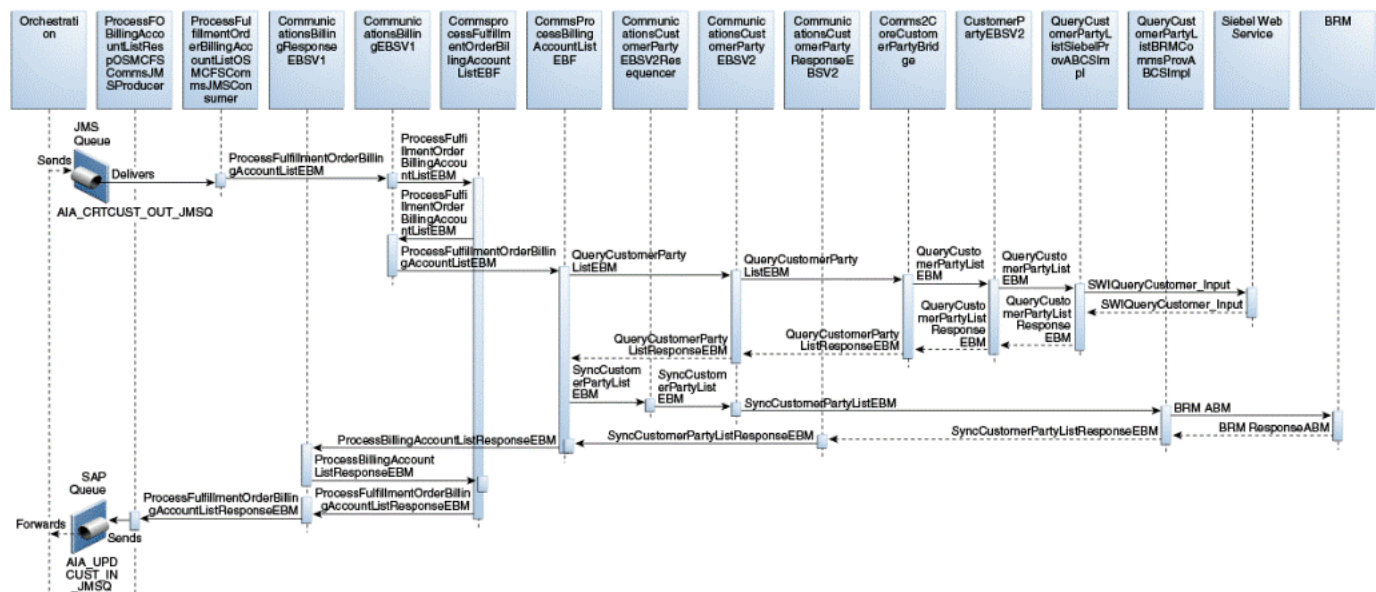 Orchestrati
on
ProcessFO
BillingAcco
untListRes
pOSMCFS
CommsJM
SProducer
ProcessFul
fillmentOrd
erBillingAcc
ountListOS
MCFSCom
msJMSCon
sumer
Communic
ationsBillin
gResponse
EBSV1
Communic
ationsBillin
gEBSV1
Commspro
cessFulfillm
entOrderBil
lingAccount
ListEBF
CommsPro
cessBilling
AccountList
EBF
Communic
ationsCust
omerParty
EBSV2Res
equencer
Communic
ationsCust
omerParty
EBSV2
Communic
ationsCust
omerParty
ResponseE
BSV2
Comms2C
oreCustom
erPartyBrid
ge
CustomerP
artyEBSV2
QueryCust
omerPartyL
istSiebelPr
ovABCSIm
pl
QueryCust
omerPartyL
istBRMCo
mmsProvA
BCSImpl
Siebel Web
Service
BRM
JMS
Queue
Sends
Delivers
AIA_CRTCUST_OUT_JMSQ
ProcessFulfillmentOrderBillin
gAccountListEBM
ProcessFulfi
llmentOrder
BillingAccou
ntListEBM
ProcessFulfi
llmentOrder
BillingAccou
ntListEBM
ProcessFulfillmentOrderBillin
gAccountListEBM
QueryCustomerParty
ListEBM
QueryCustomerParty
ListEBM
QueryCusto
merPartyList
EBM
QueryCusto
merPartyList
EBM
SWIQueryCustomer_Input
SWIQueryCustomer_Input
QueryCusto
merPartyList
Response
EBM
QueryCusto
merPartyList
Response
EBM
QueryCustomerParty
ListResponseEBM
QueryCustomerParty
ListResponseEBM
SyncCustom
erPartyList
EBM
SyncCustom
erPartyList
EBM
SyncCustomerPartyListEBM
BRM ABM
BRM ResponseABM
SyncCustomerPartyListResponseEBM
SyncCustomerPartyListResponseEBM
ProcessBillingAccountListResponseEBM
ProcessBillingAccount
ListResponseEBM
SAP
Queue
ProcessFulfillmentOrderBillin
gAccountListResponseEBM
ProcessFulfillmentOrderBillin
gAccountListResponseEBM
Forwards
Sends
AIA_UPD
CUST_IN
_JMSQ